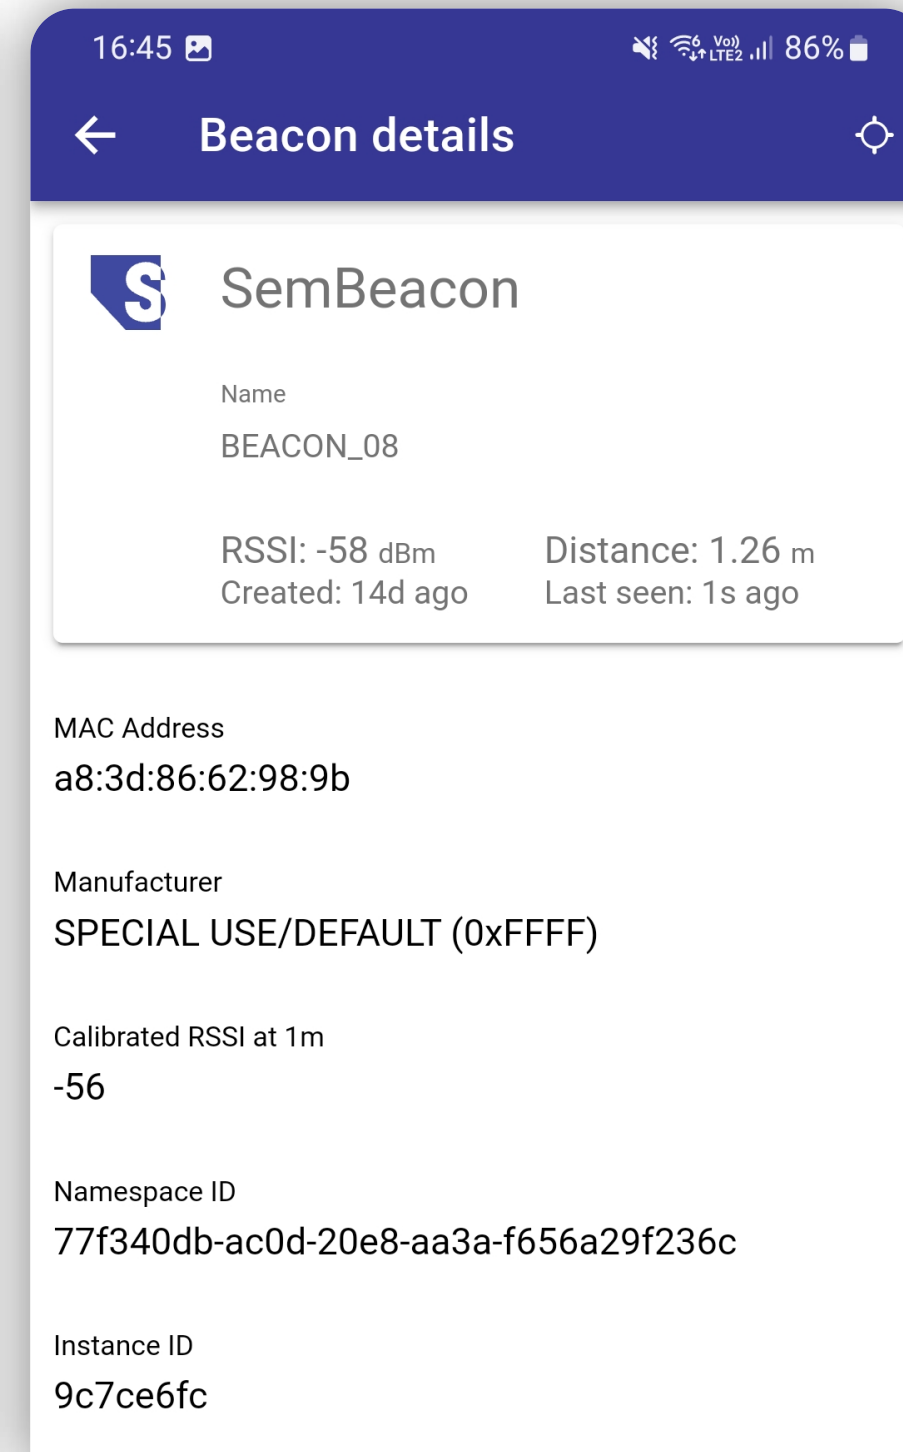 16:45 Vo)) LTE2 86%
Beacon details
S SemBeacon
Name
BEACON_08
RSSI: -58 dBm Distance: 1.26 m
Created: 14d ago Last seen: 1s ago
MAC Address
a8:3d:86:62:98:9b
Manufacturer
SPECIAL USE/DEFAULT (0xFFFF)
Calibrated RSSI at 1m
-56
Namespace ID
77f340db-ac0d-20e8-aa3a-f656a29f236c
Instance ID
9c7ce6fc